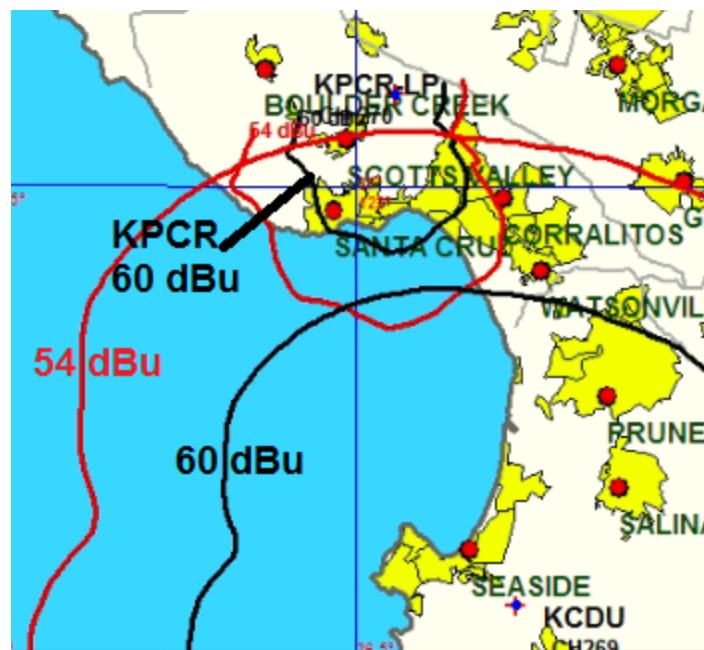 KPCR-LP
MORGA
BOULDER CREEK
54 dBu
SCOTTS VALLEY
KPCR
60 dBu
SANTA CRUZ
CORRALITOS
WATSONVIL
54 dBu
60 dBu
PRUNE
SALINA
SEASIDE
KCDU
CH269